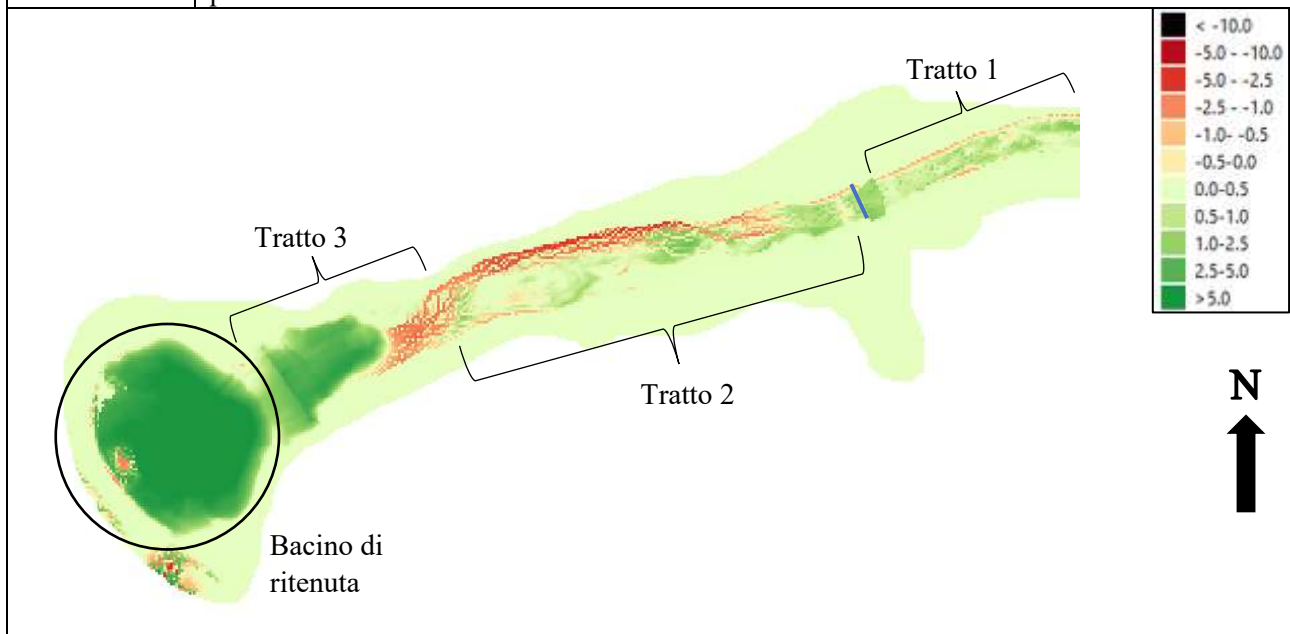 Tratto 1
Tratto 3
Tratto 2
Bacino di
ritenuta
< -10.0
-5.0 - -10.0
-5.0 - -2.5
-2.5 - -1.0
-1.0- -0.5
-0.5-0.0
0.0-0.5
0.5-1.0
1.0-2.5
2.5-5.0
>5.0
N